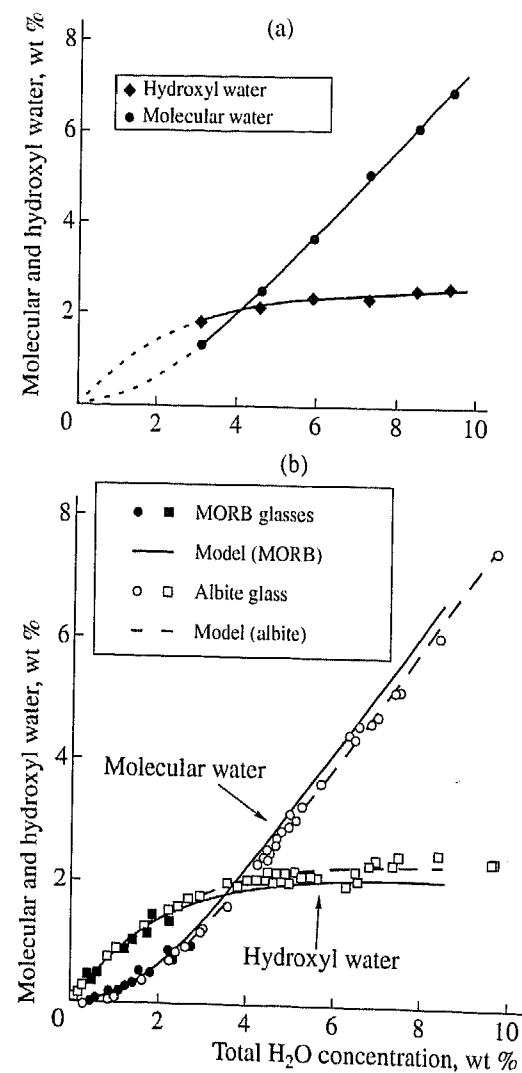 (a)
Molecular and hydroxyl water, wt %
8
6
4
2
0
Hydroxyl water
Molecular water
2
4
6
8
10
(b)
Molecular and hydroxyl water, wt %
8
6
4
2
0
MORB glasses
Model (MORB)
Albite glass
Model (albite)
Molecular water
Hydroxyl water
2
4
6
8
10
Total H₂O concentration, wt %